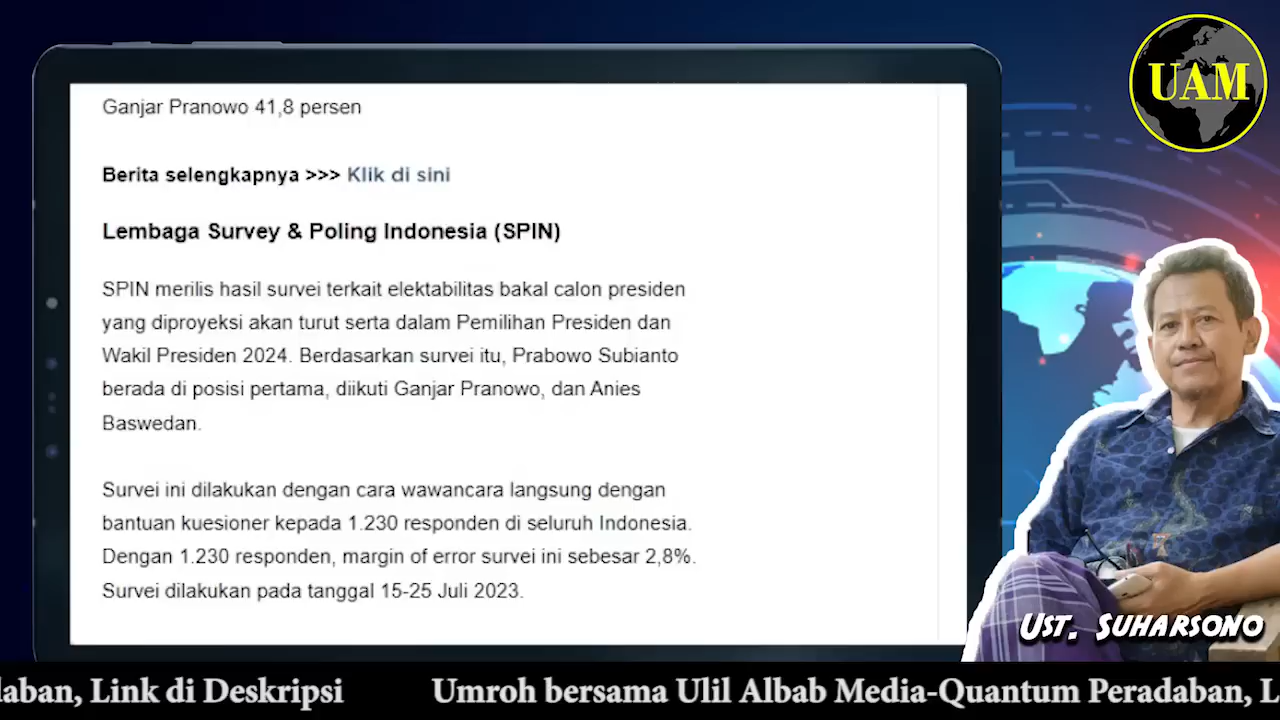 Ganjar Pranowo 41,8 persen
Berita selengkapnya >>> Klik di sini
Lembaga Survey & Poling Indonesia (SPIN)
SPIN merilis hasil survei terkait elektabilitas bakal calon presiden
yang diproyeksi akan turut serta dalam Pemilihan Presiden dan
Wakil Presiden 2024. Berdasarkan survei itu, Prabowo Subianto
berada di posisi pertama, diikuti Ganjar Pranowo, dan Anies
Baswedan.
Survei ini dilakukan dengan cara wawancara langsung dengan
bantuan kuesioner kepada 1.230 responden di seluruh Indonesia.
Dengan 1.230 responden, margin of error survei ini sebesar 2,8%.
Survei dilakukan pada tanggal 15-25 Juli 2023.
UAM
UST. SUHARSONO
laban, Link di Deskripsi Umroh bersama Ulil Albab Media-Quantum Peradaban, L